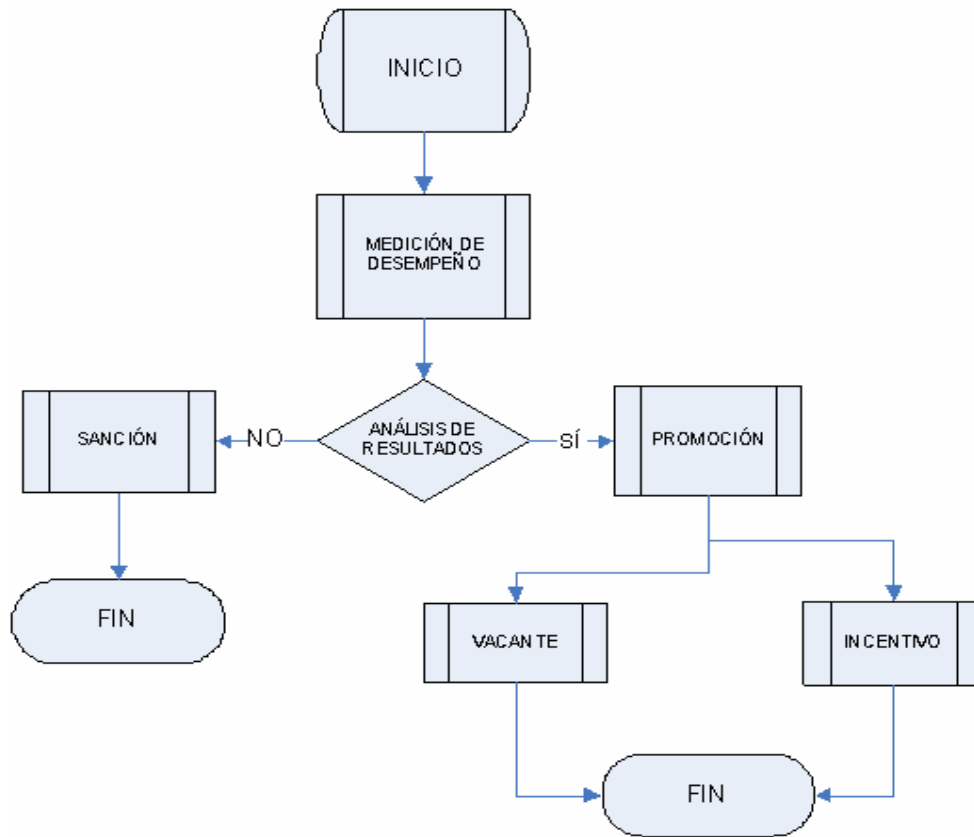 INICIO
MEDICIÓN DE
DESEMPEÑO
ANÁLISIS DE
RESULTADOS
NO
SÍ
SANCIÓN
PROMOCIÓN
FIN
VACANTE
INCENTIVO
FIN